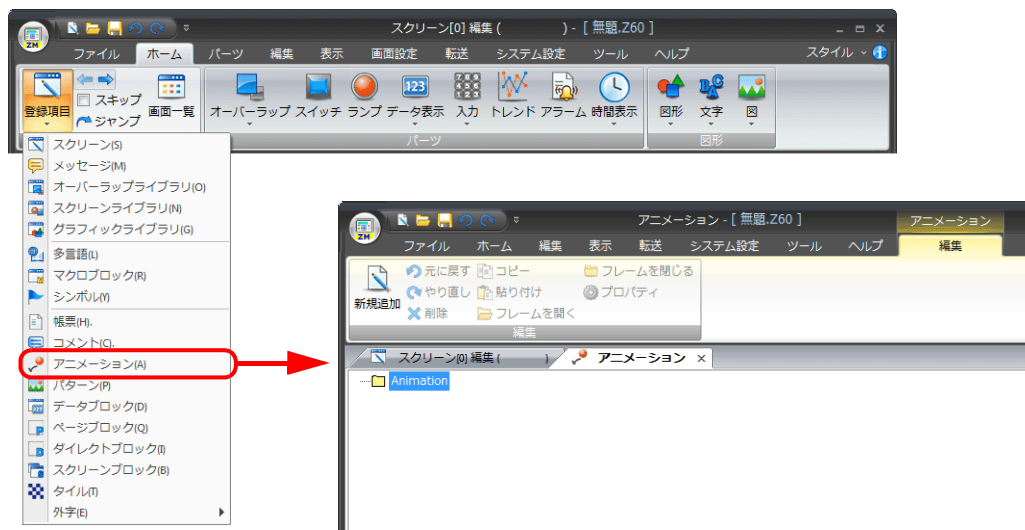 スクリーン[0] 編集 ( ) - [ 無題.Z60 ]
ZM
ファイル ホーム パーツ 編集 表示 画面設定 転送 システム設定 ツール ヘルプ スタイル
登録項目 スキップ ジャンプ 画面一覧 オーバーラップ スイッチ ランプ データ表示 入力 トレンド アラーム 時間表示 図形 文字 図
パーツ 図形
スクリーン(S)
メッセージ(M)
オーバーラップライブラリ(O)
スクリーンライブラリ(N)
グラフィックライブラリ(G)
多言語(L)
マクロブロック(R)
シンボル(Y)
帳票(H).
コメント(C).
アニメーション(A)
パターン(P)
データブロック(D)
ページブロック(Q)
ダイレクトブロック(I)
スクリーンブロック(B)
タイル(T)
外字(E)
アニメーション - [ 無題.Z60 ] アニメーション
ZM
ファイル ホーム 編集 表示 転送 システム設定 ツール ヘルプ 編集
新規追加
元に戻す コピー フレームを閉じる
やり直し 貼り付け プロパティ
削除 フレームを開く
編集
スクリーン[0] 編集 ( ) アニメーション ×
Animation